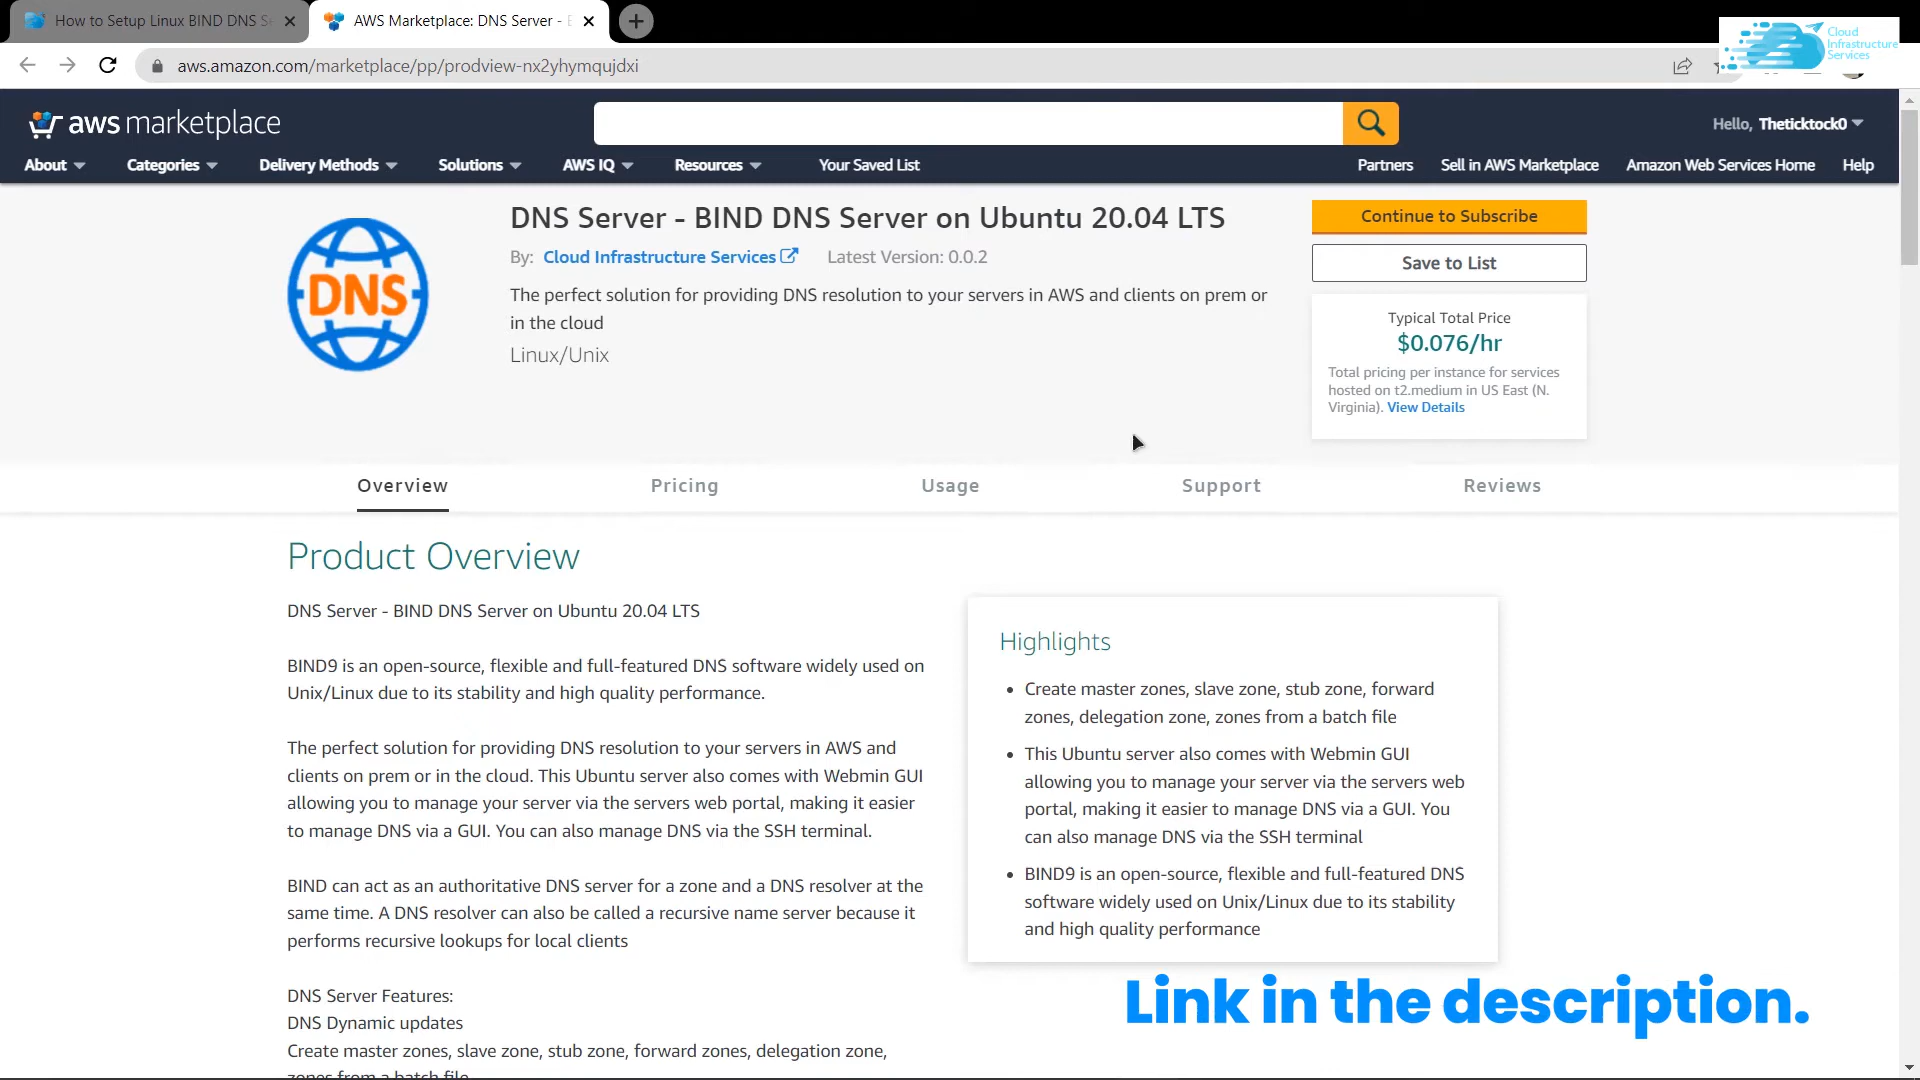 How to Setup Linux BIND DNS Se
AWS Marketplace: DNS Server -
aws.amazon.com/marketplace/pp/prodview-nx2yhymqujdxi
Cloud
Infrastructure
Services
aws marketplace
Hello, Theticktock0
About
Categories
Delivery Methods
Solutions
AWS IQ
Resources
Your Saved List
Partners
Sell in AWS Marketplace
Amazon Web Services Home
Help
DNS
DNS Server - BIND DNS Server on Ubuntu 20.04 LTS
By: Cloud Infrastructure Services Latest Version: 0.0.2
The perfect solution for providing DNS resolution to your servers in AWS and clients on prem or
in the cloud
Linux/Unix
Continue to Subscribe
Save to List
Typical Total Price
$0.076/hr
Total pricing per instance for services
hosted on t2.medium in US East (N.
Virginia). View Details
Overview
Pricing
Usage
Support
Reviews
Product Overview
DNS Server - BIND DNS Server on Ubuntu 20.04 LTS
BIND9 is an open-source, flexible and full-featured DNS software widely used on
Unix/Linux due to its stability and high quality performance.
The perfect solution for providing DNS resolution to your servers in AWS and
clients on prem or in the cloud. This Ubuntu server also comes with Webmin GUI
allowing you to manage your server via the servers web portal, making it easier
to manage DNS via a GUI. You can also manage DNS via the SSH terminal.
BIND can act as an authoritative DNS server for a zone and a DNS resolver at the
same time. A DNS resolver can also be called a recursive name server because it
performs recursive lookups for local clients
DNS Server Features:
DNS Dynamic updates
Create master zones, slave zone, stub zone, forward zones, delegation zone,
zones from a batch file
Highlights
• Create master zones, slave zone, stub zone, forward
zones, delegation zone, zones from a batch file
• This Ubuntu server also comes with Webmin GUI
allowing you to manage your server via the servers web
portal, making it easier to manage DNS via a GUI. You
can also manage DNS via the SSH terminal
• BIND9 is an open-source, flexible and full-featured DNS
software widely used on Unix/Linux due to its stability
and high quality performance
Link in the description.